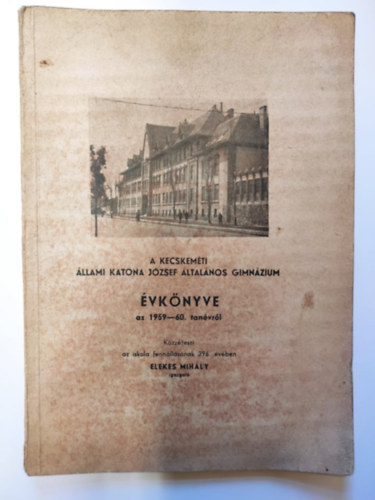 A KECSKEMÉTI
ÁLLAMI KATONA JÓZSEF ÁLTALÁNOS GIMNÁZIUM
ÉVKÖNYVE
az 1959—60. tanévről
Közzéteszi
az iskola fennállásának 396. évében
ELEKES MIHÁLY
igazgató